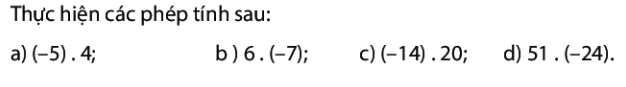 Thực hiện các phép tính sau:
a) (–5) . 4; b ) 6 . (–7); c) (–14) . 20; d) 51 . (–24).